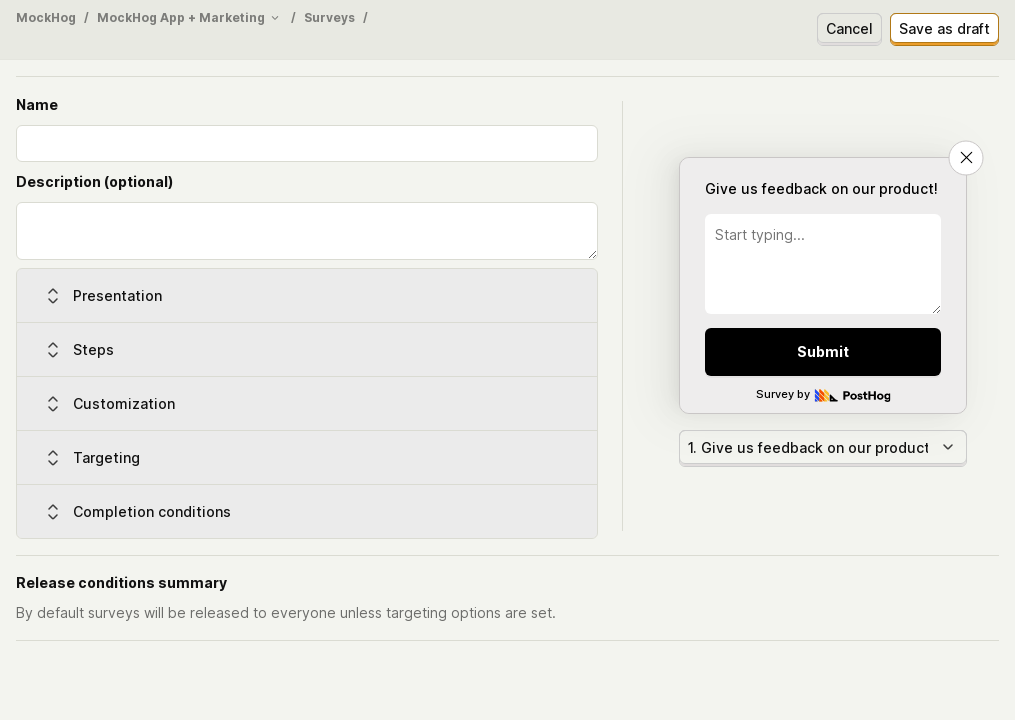 MockHog / MockHog App + Marketing / Surveys /
Cancel
Save as draft
Name
Description (optional)
Presentation
Steps
Customization
Targeting
Completion conditions
Give us feedback on our product!
Start typing...
Submit
Survey by PostHog
1. Give us feedback on our product
Release conditions summary
By default surveys will be released to everyone unless targeting options are set.